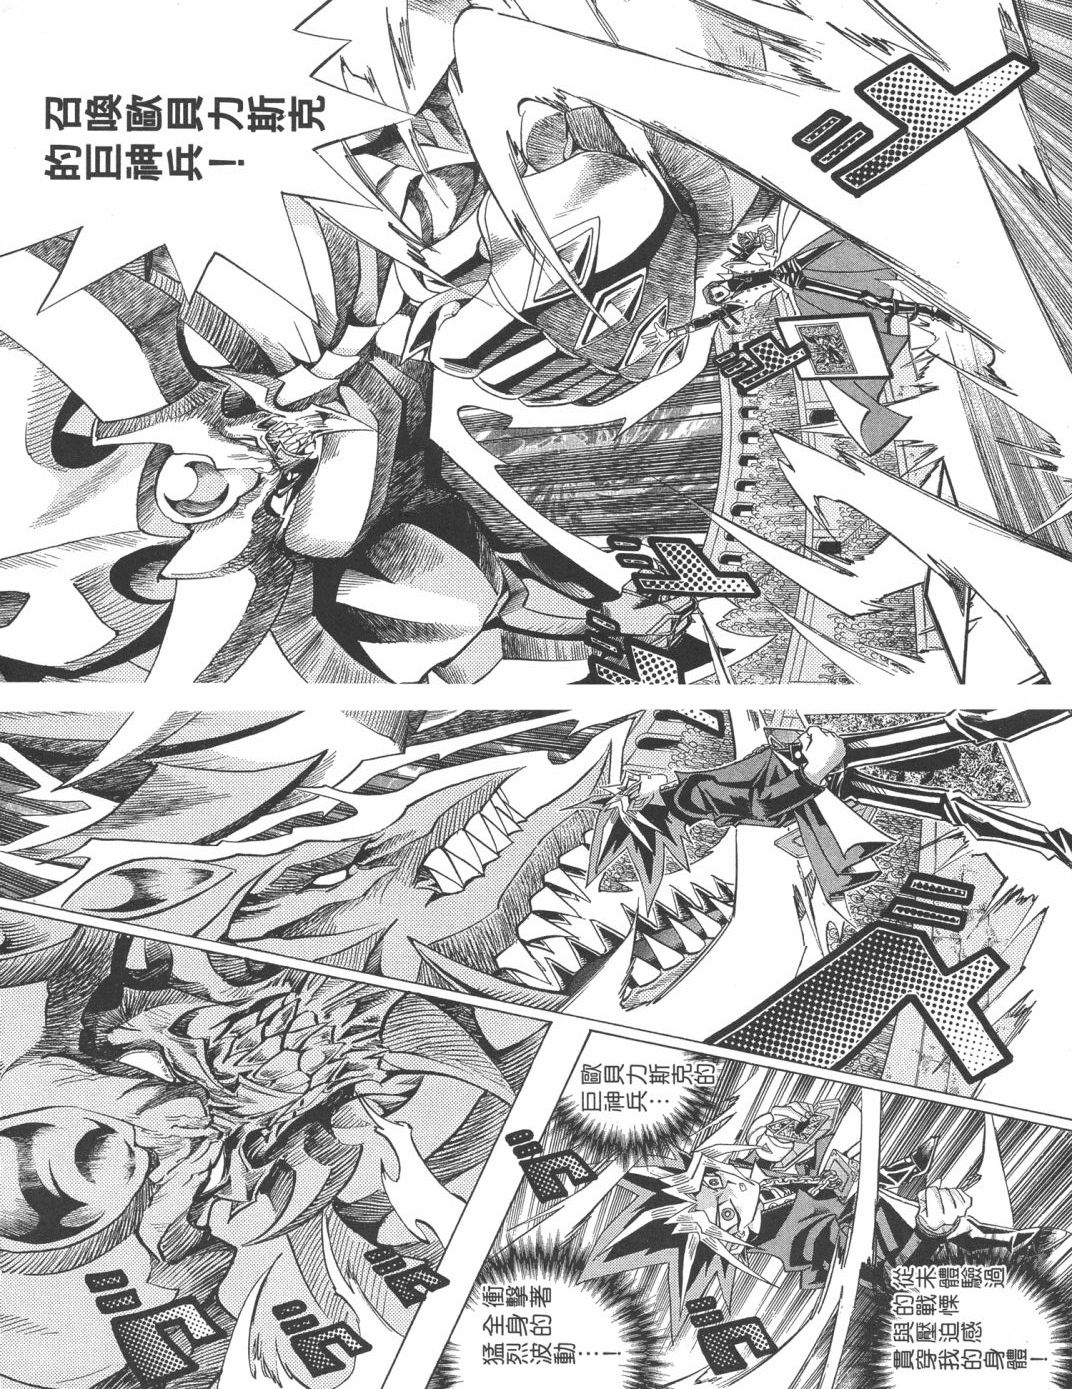 召喚歐貝力斯克
的巨神兵！
歐貝力斯克的
巨神兵…
從未體驗過
的戰慄
與壓迫感
貫穿我的身體！
衝擊著
全身的
猛烈波動…！